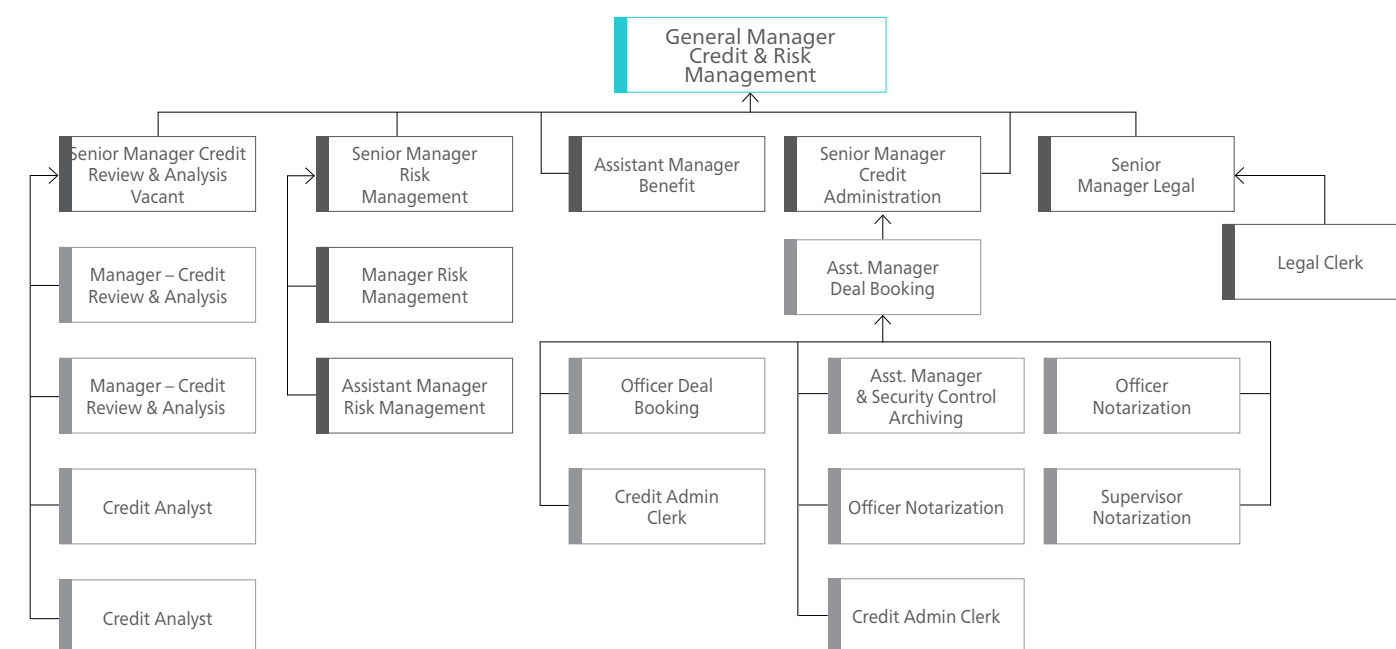 General Manager
Credit & Risk
Management
Senior Manager Credit
Review & Analysis
Vacant
Senior Manager
Risk
Management
Assistant Manager
Benefit
Senior Manager
Credit
Administration
Senior
Manager Legal
Legal Clerk
Manager – Credit
Review & Analysis
Manager Risk
Management
Asst. Manager
Deal Booking
Manager – Credit
Review & Analysis
Assistant Manager
Risk Management
Officer Deal
Booking
Asst. Manager
& Security Control
Archiving
Officer
Notarization
Credit Analyst
Credit Admin
Clerk
Officer Notarization
Supervisor
Notarization
Credit Analyst
Credit Admin Clerk